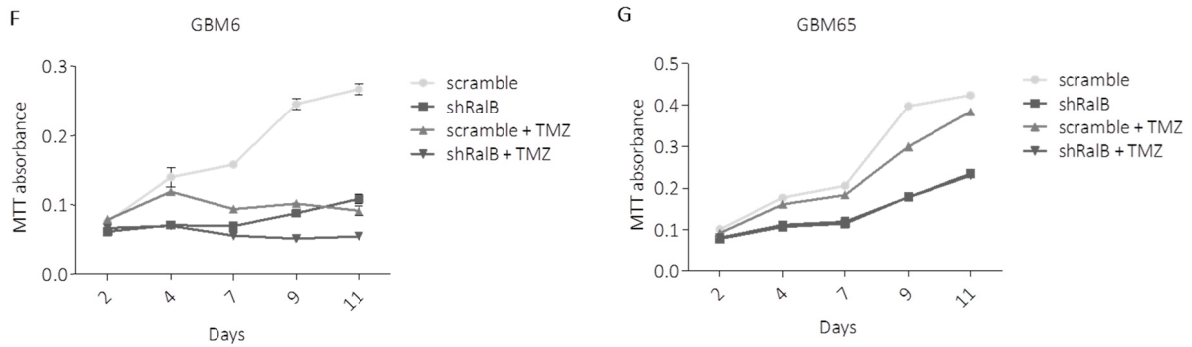 F
GBM6
MTT absorbance
0.3
0.2
0.1
0.0
2
4
7
9
11
Days
scramble
shRalB
scramble + TMZ
shRalB + TMZ
G
GBM65
MTT absorbance
0.5
0.4
0.3
0.2
0.1
0.0
2
4
7
9
11
Days
scramble
shRalB
scramble + TMZ
shRalB + TMZ